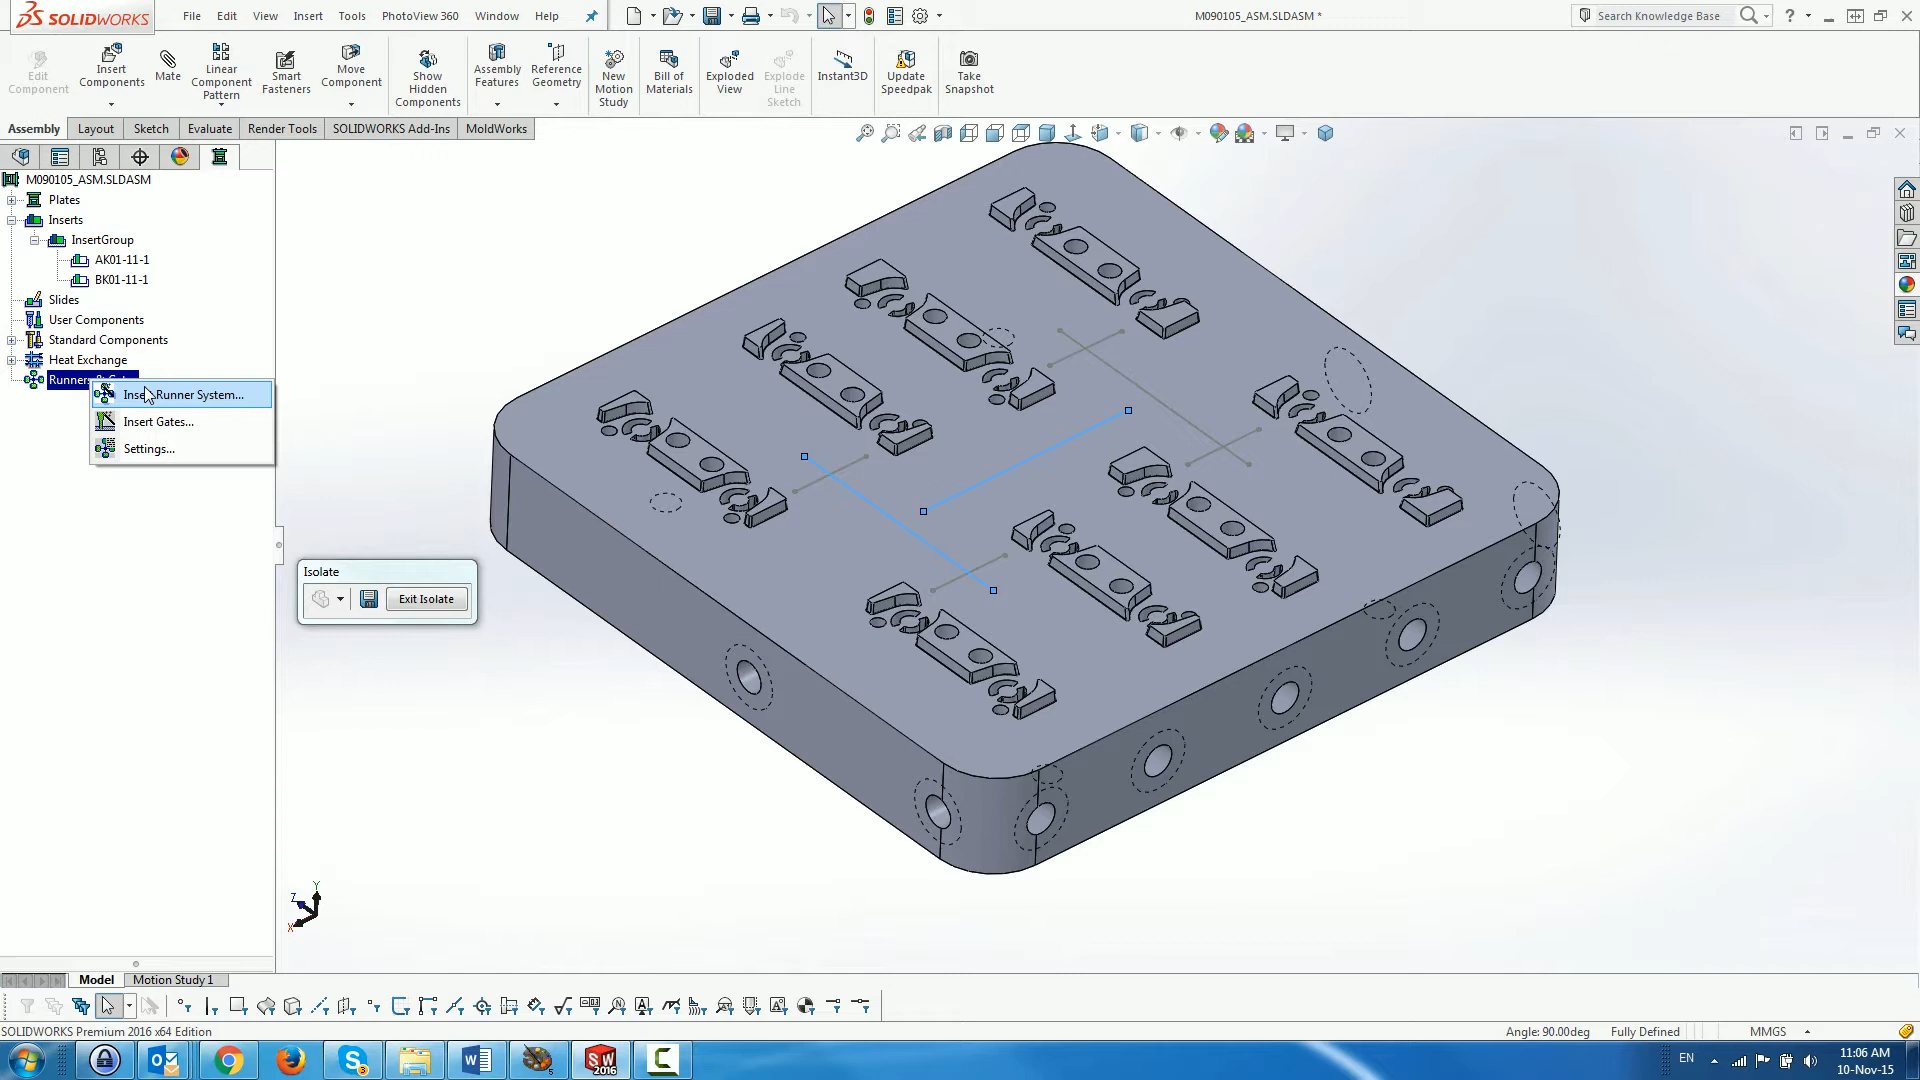 SOLIDWORKS File Edit View Insert Tools PhotoView 360 Window Help M090105_ASM.SLDASM * Search Knowledge Base ?
Edit Component
Insert Components
Mate
Linear Component Pattern
Smart Fasteners
Move Component
Show Hidden Components
Assembly Features
Reference Geometry
New Motion Study
Bill of Materials
Exploded View
Explode Line Sketch
Instant3D
Update Speedpak
Take Snapshot
Assembly Layout Sketch Evaluate Render Tools SOLIDWORKS Add-Ins MoldWorks
M090105_ASM.SLDASM
Plates
Inserts
InsertGroup
AK01-11-1
BK01-11-1
Slides
User Components
Standard Components
Heat Exchange
Runners
Runner System...
Insert Gates...
Settings...
Isolate
Exit Isolate
Y
Z
X
Model Motion Study 1
SOLIDWORKS Premium 2016 x64 Edition Angle: 90.00deg Fully Defined MMGS
EN 11:06 AM
10-Nov-15